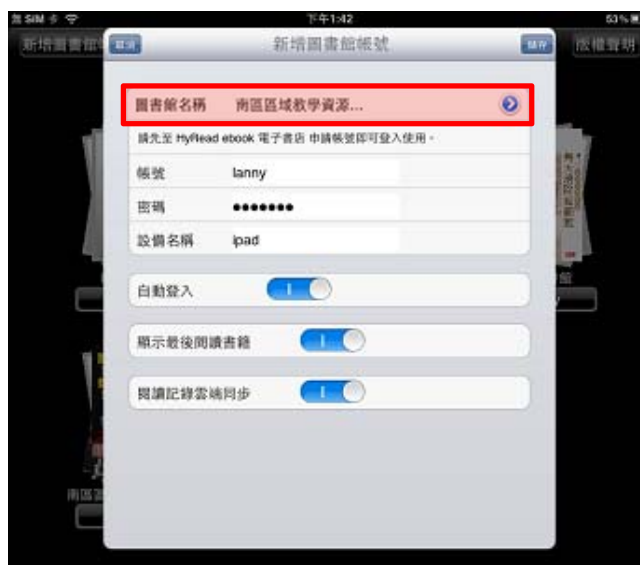 無 SIM 卡 下午1:42 53%
新增圖書館 取消 新增圖書館帳號 儲存 版權聲明
圖書館名稱 南區區域教學資源...
請先至 HyRead ebook 電子書店 申請帳號即可登入使用。
帳號 lanny
密碼 ●●●●●●●
設備名稱 ipad
自動登入
顯示最後閱讀書籍
閱讀記錄雲端同步
南區區